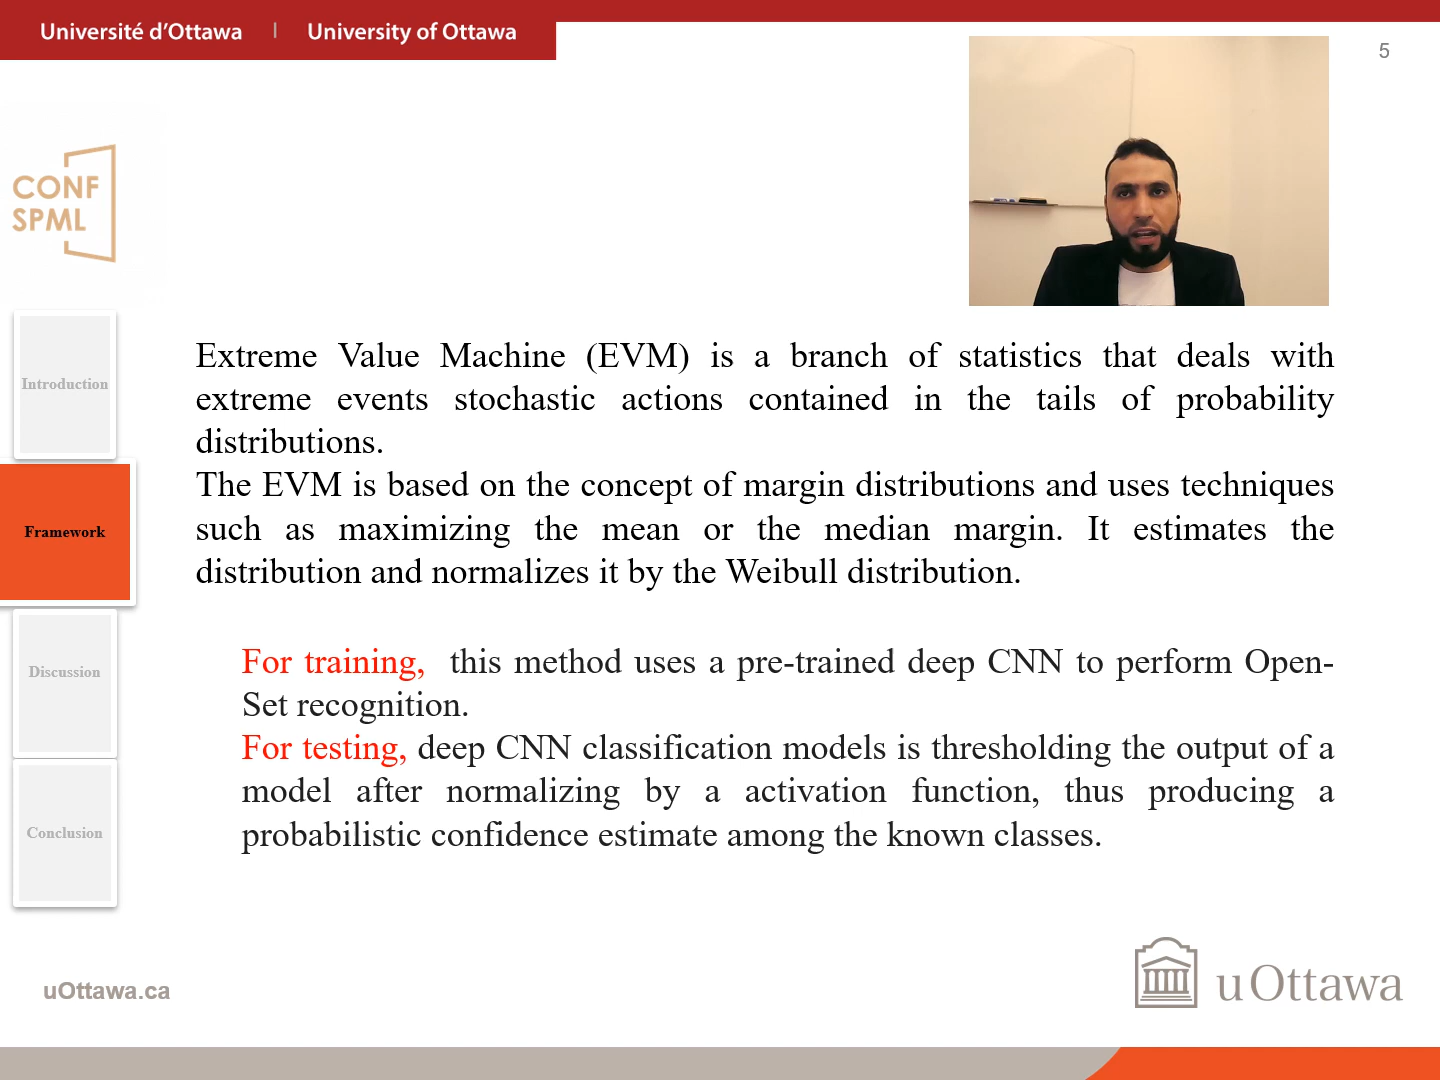 Université d'Ottawa | University of Ottawa
5
CONF
SPML
Introduction
Framework
Discussion
Conclusion
Extreme Value Machine (EVM) is a branch of statistics that deals with
extreme events stochastic actions contained in the tails of probability
distributions.
The EVM is based on the concept of margin distributions and uses techniques
such as maximizing the mean or the median margin. It estimates the
distribution and normalizes it by the Weibull distribution.
For training, this method uses a pre-trained deep CNN to perform Open-
Set recognition.
For testing, deep CNN classification models is thresholding the output of a
model after normalizing by a activation function, thus producing a
probabilistic confidence estimate among the known classes.
uOttawa.ca
uOttawa